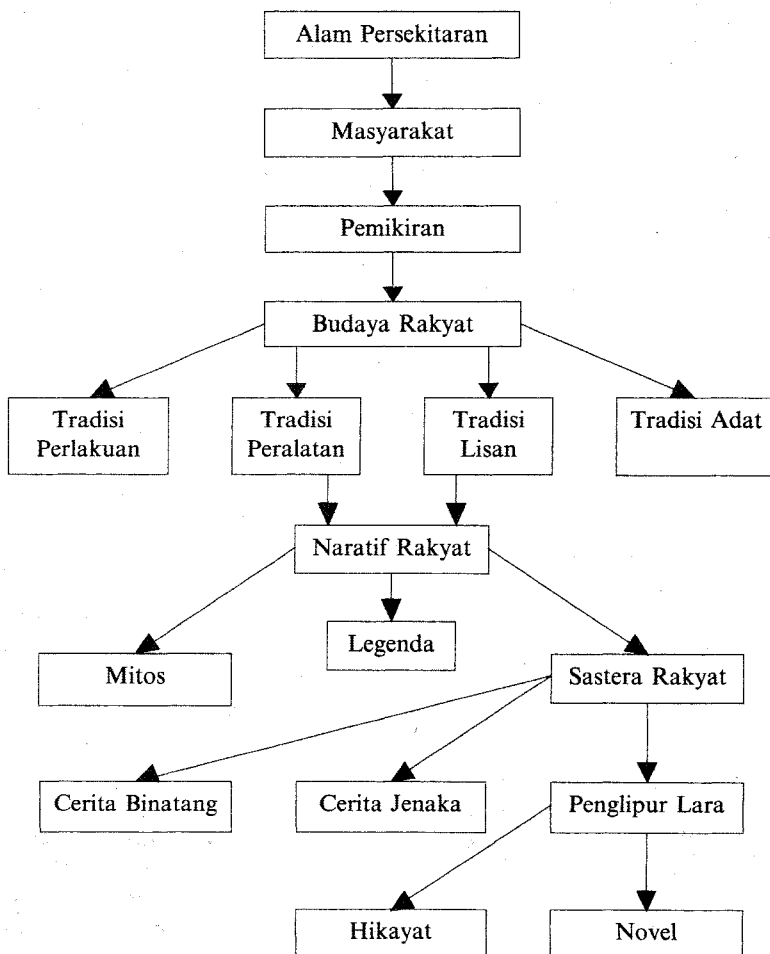 Alam Persekitaran
Masyarakat
Pemikiran
Budaya Rakyat
Tradisi
Perlakuan
Tradisi
Peralatan
Tradisi
Lisan
Tradisi Adat
Naratif Rakyat
Legenda
Mitos
Sastera Rakyat
Cerita Binatang
Cerita Jenaka
Penglipur Lara
Hikayat
Novel